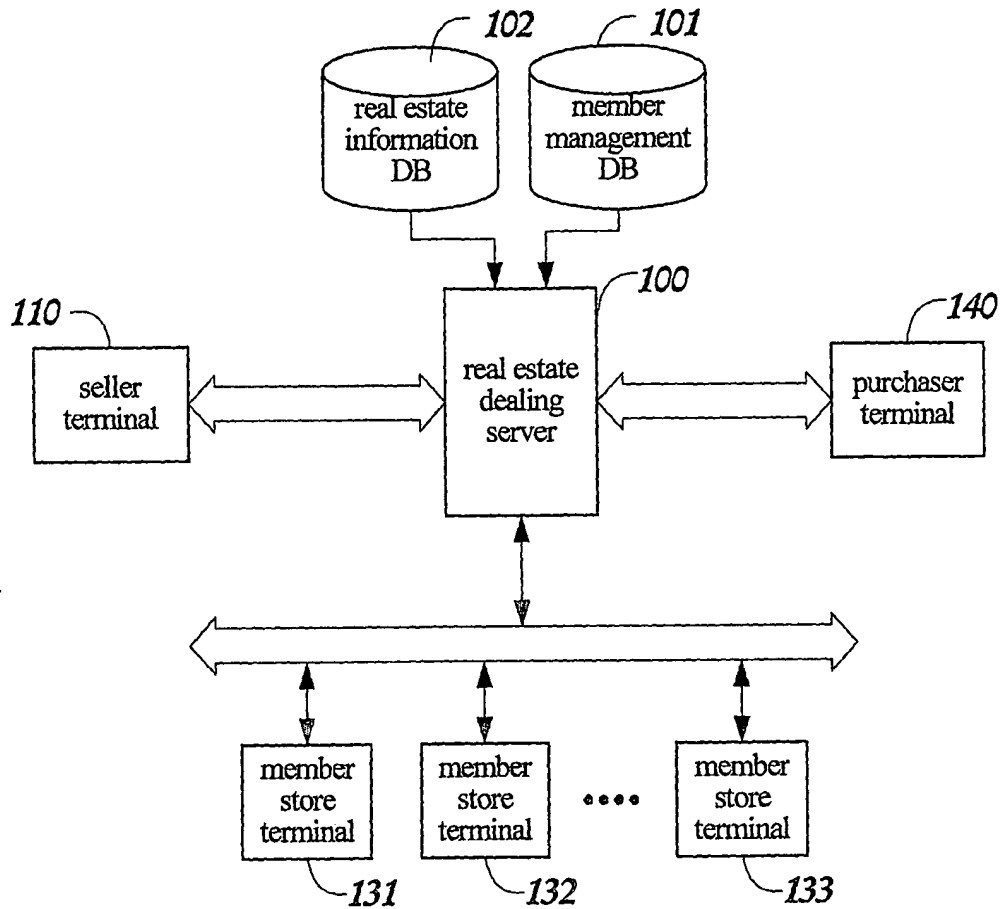 102
101
real estate
information
DB
member
management
DB
100
110
140
seller
terminal
real estate
dealing
server
purchaser
terminal
member
store
terminal
member
store
terminal
member
store
terminal
131
132
133